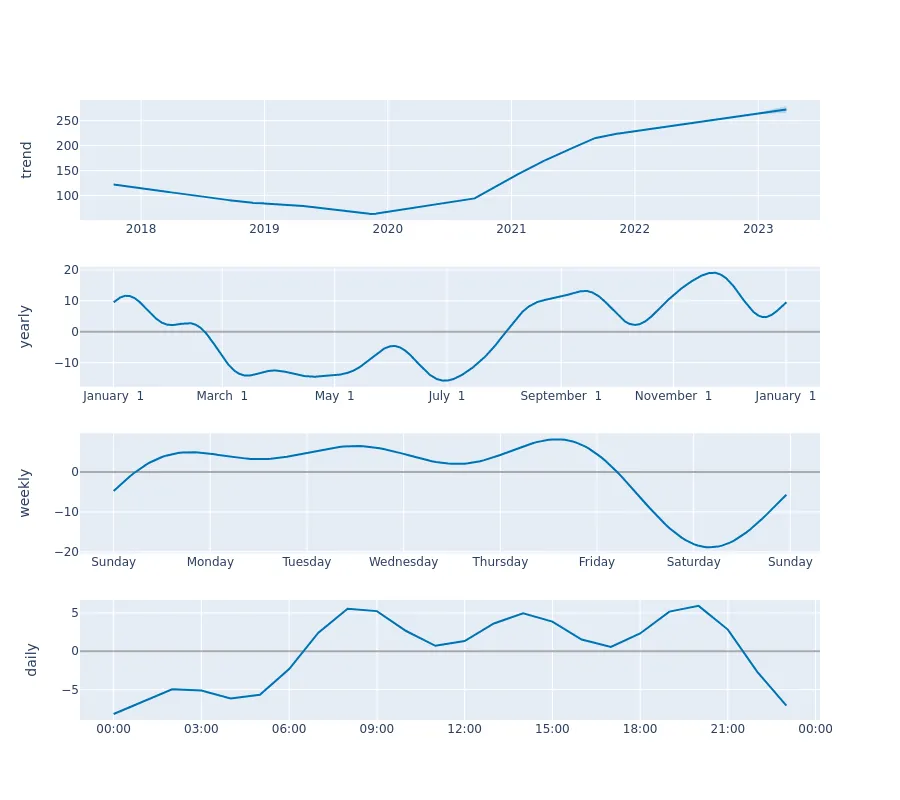 trend
250
200
150
100
2018 2019 2020 2021 2022 2023
yearly
20
10
0
−10
January 1 March 1 May 1 July 1 September 1 November 1 January 1
weekly
0
−10
−20
Sunday Monday Tuesday Wednesday Thursday Friday Saturday Sunday
daily
5
0
−5
00:00 03:00 06:00 09:00 12:00 15:00 18:00 21:00 00:00